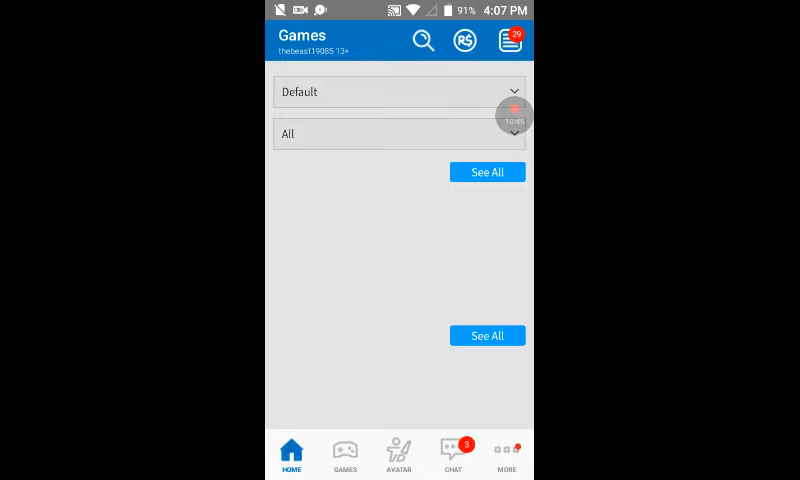 91% 4:07 PM
Games
thebeast19085 13+
R$
29
Default
10:45
All
See All
See All
3
HOME GAMES AVATAR CHAT MORE